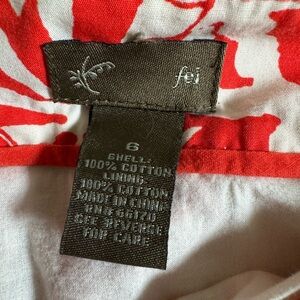 fei
6
SHELL:
100% COTTON
LINING:
100% COTTON
MADE IN CHINA
RN# 66170
SEE REVERSE
FOR CARE